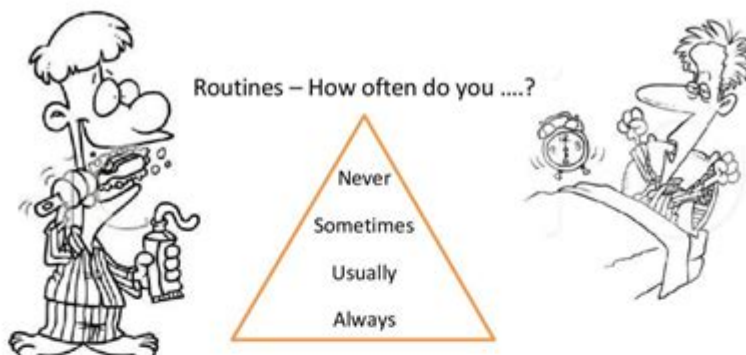 Routines – How often do you ....?
Never
Sometimes
Usually
Always